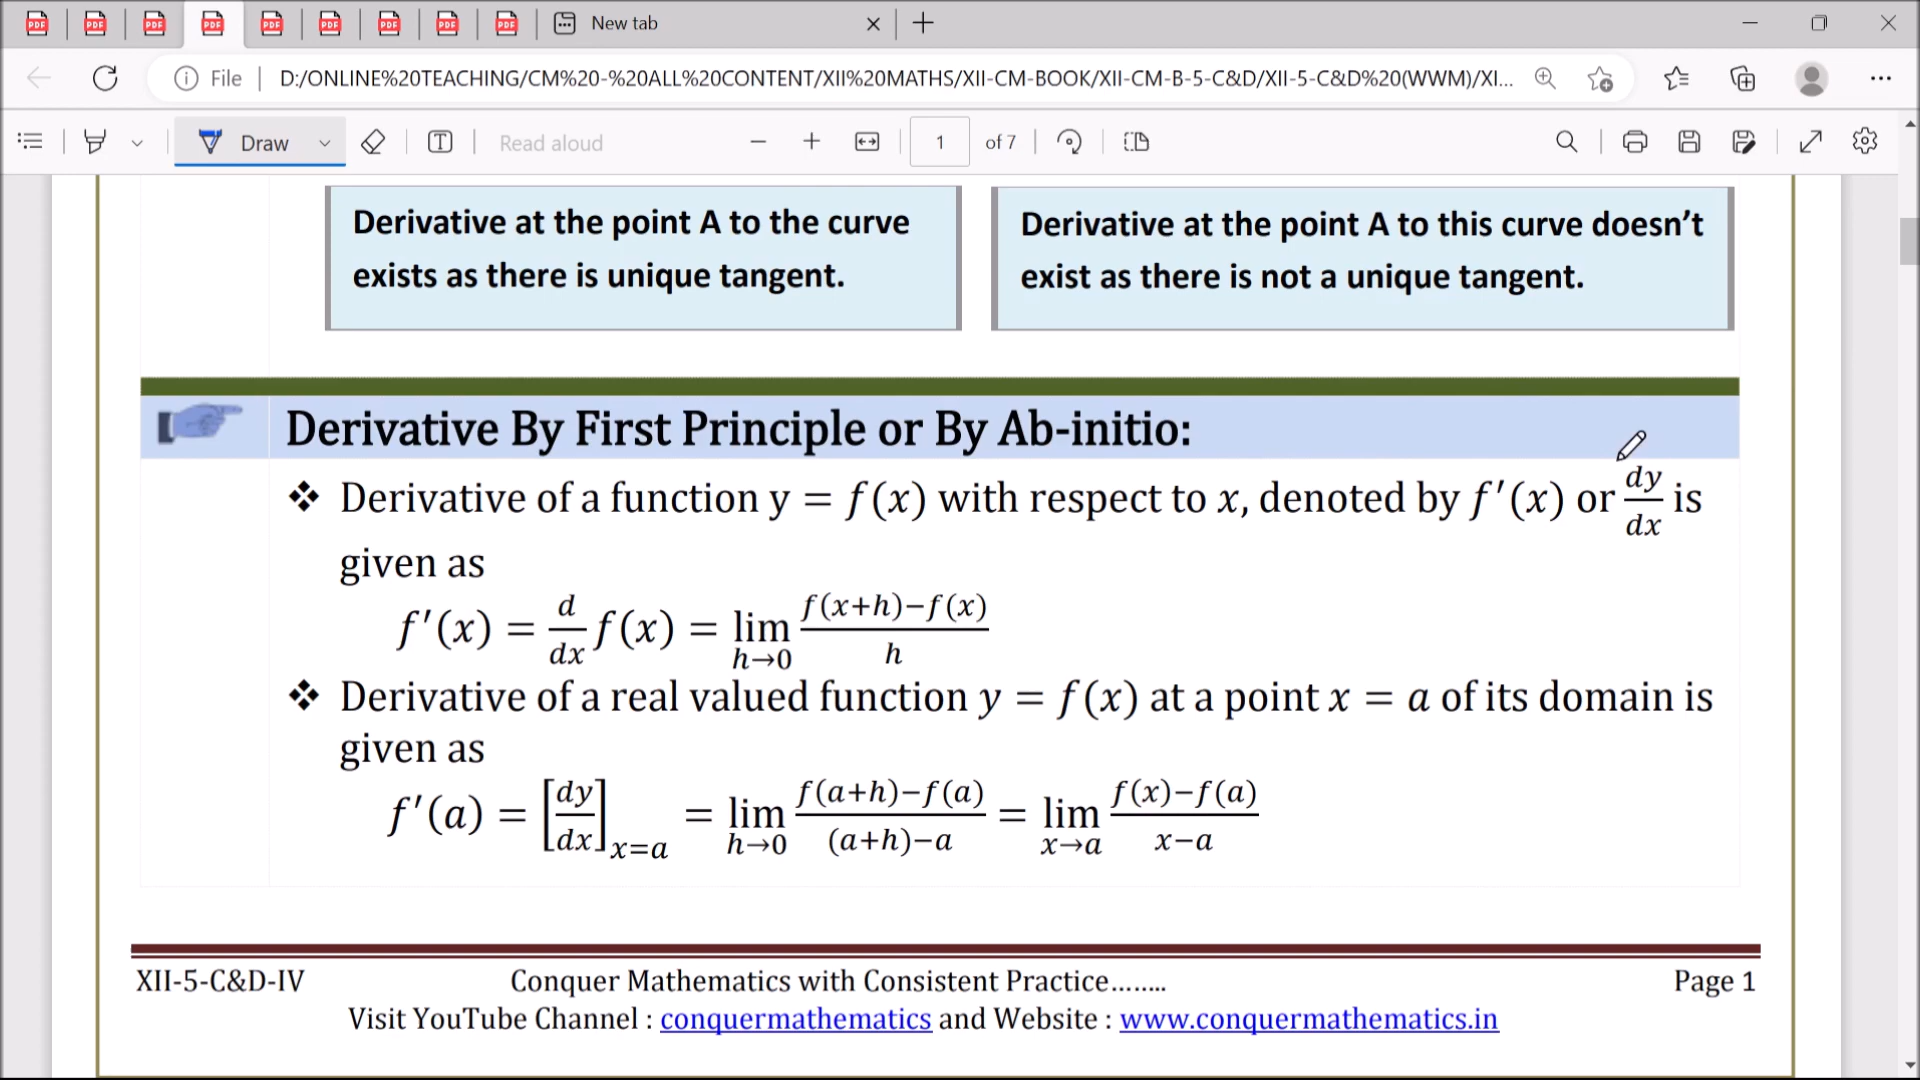 New tab
File D:/ONLINE%20TEACHING/CM%20-%20ALL%20CONTENT/XII%20MATHS/XII-CM-BOOK/XII-CM-B-5-C&D/XII-5-C&D%20(WWM)/XI...
Draw Read aloud 1 of 7
Derivative at the point A to the curve
exists as there is unique tangent.
Derivative at the point A to this curve doesn’t
exist as there is not a unique tangent.
Derivative By First Principle or By Ab-initio:
❖ Derivative of a function y = f(x) with respect to x, denoted by f′(x) or dy/dx is
given as
f′(x) = d/dx f(x) = lim h→0 f(x+h)−f(x)/h
❖ Derivative of a real valued function y = f(x) at a point x = a of its domain is
given as
f′(a) = [dy/dx] x=a = lim h→0 f(a+h)−f(a)/(a+h)−a = lim x→a f(x)−f(a)/x−a
XII-5-C&D-IV Conquer Mathematics with Consistent Practice…….. Page 1
Visit YouTube Channel : conquermathematics and Website : www.conquermathematics.in